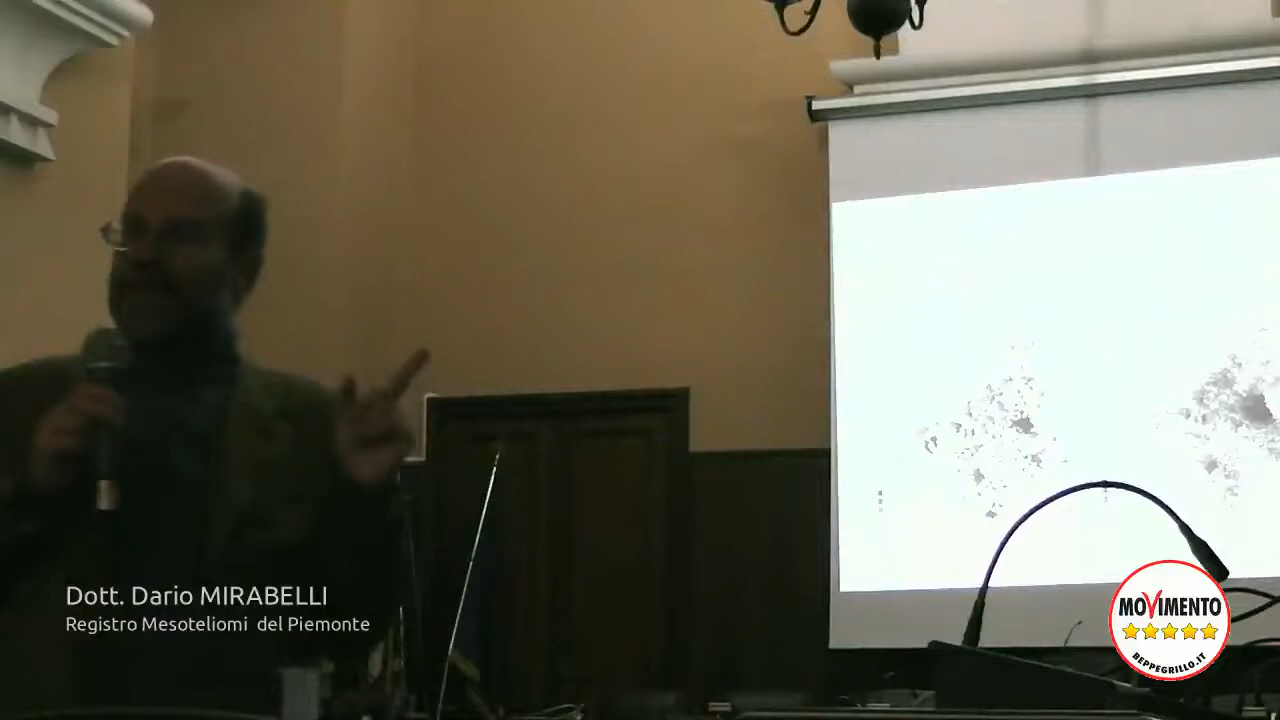 Dott. Dario MIRABELLI
Registro Mesoteliomi del Piemonte
MOVIMENTO
BEPPEGRILLO.IT